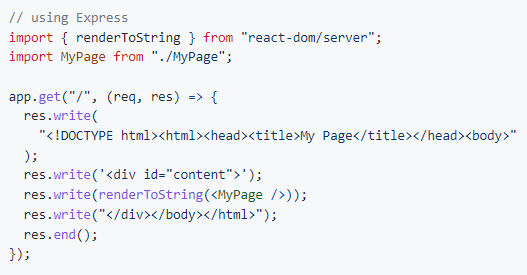 // using Express
import { renderToString } from "react-dom/server";
import MyPage from "./MyPage";

app.get("/", (req, res) => {
  res.write(
    "<!DOCTYPE html><html><head><title>My Page</title></head><body>"
  );
  res.write('<div id="content">');
  res.write(renderToString(<MyPage />));
  res.write("</div></body></html>");
  res.end();
});